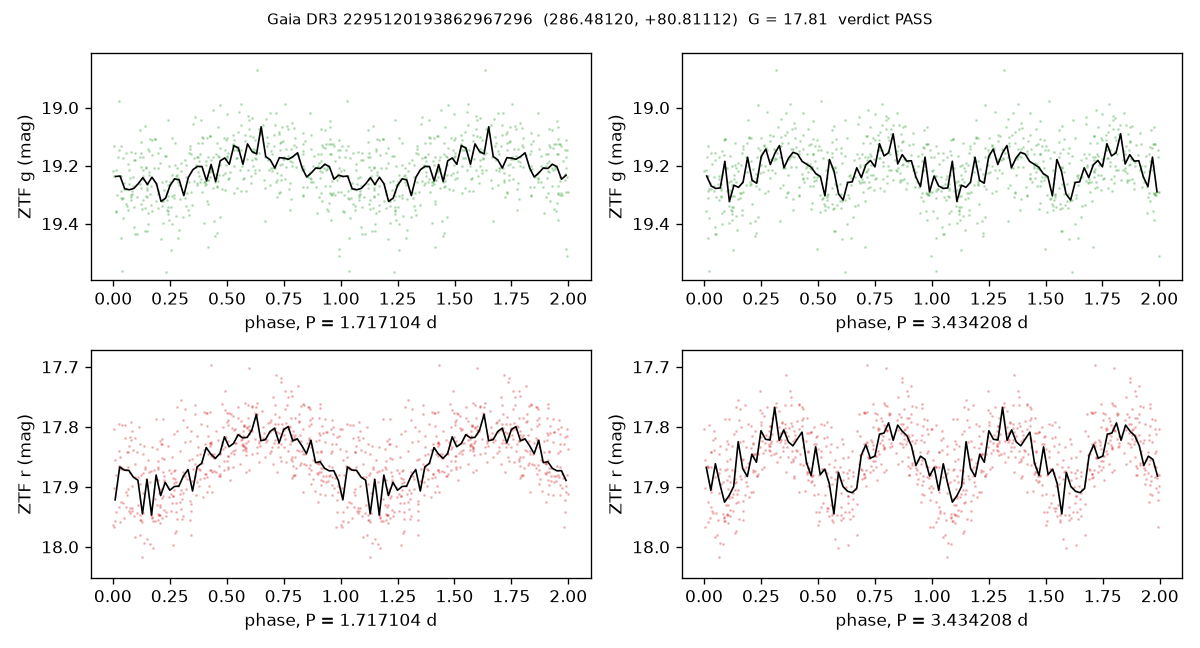 Gaia DR3 2295120193862967296 (286.48120, +80.81112) G = 17.81 verdict PASS
ZTF g (mag)
19.0
19.2
19.4
0.00 0.25 0.50 0.75 1.00 1.25 1.50 1.75 2.00
phase, P = 1.717104 d
ZTF g (mag)
19.0
19.2
19.4
0.00 0.25 0.50 0.75 1.00 1.25 1.50 1.75 2.00
phase, P = 3.434208 d
ZTF r (mag)
17.7
17.8
17.9
18.0
0.00 0.25 0.50 0.75 1.00 1.25 1.50 1.75 2.00
phase, P = 1.717104 d
ZTF r (mag)
17.7
17.8
17.9
18.0
0.00 0.25 0.50 0.75 1.00 1.25 1.50 1.75 2.00
phase, P = 3.434208 d